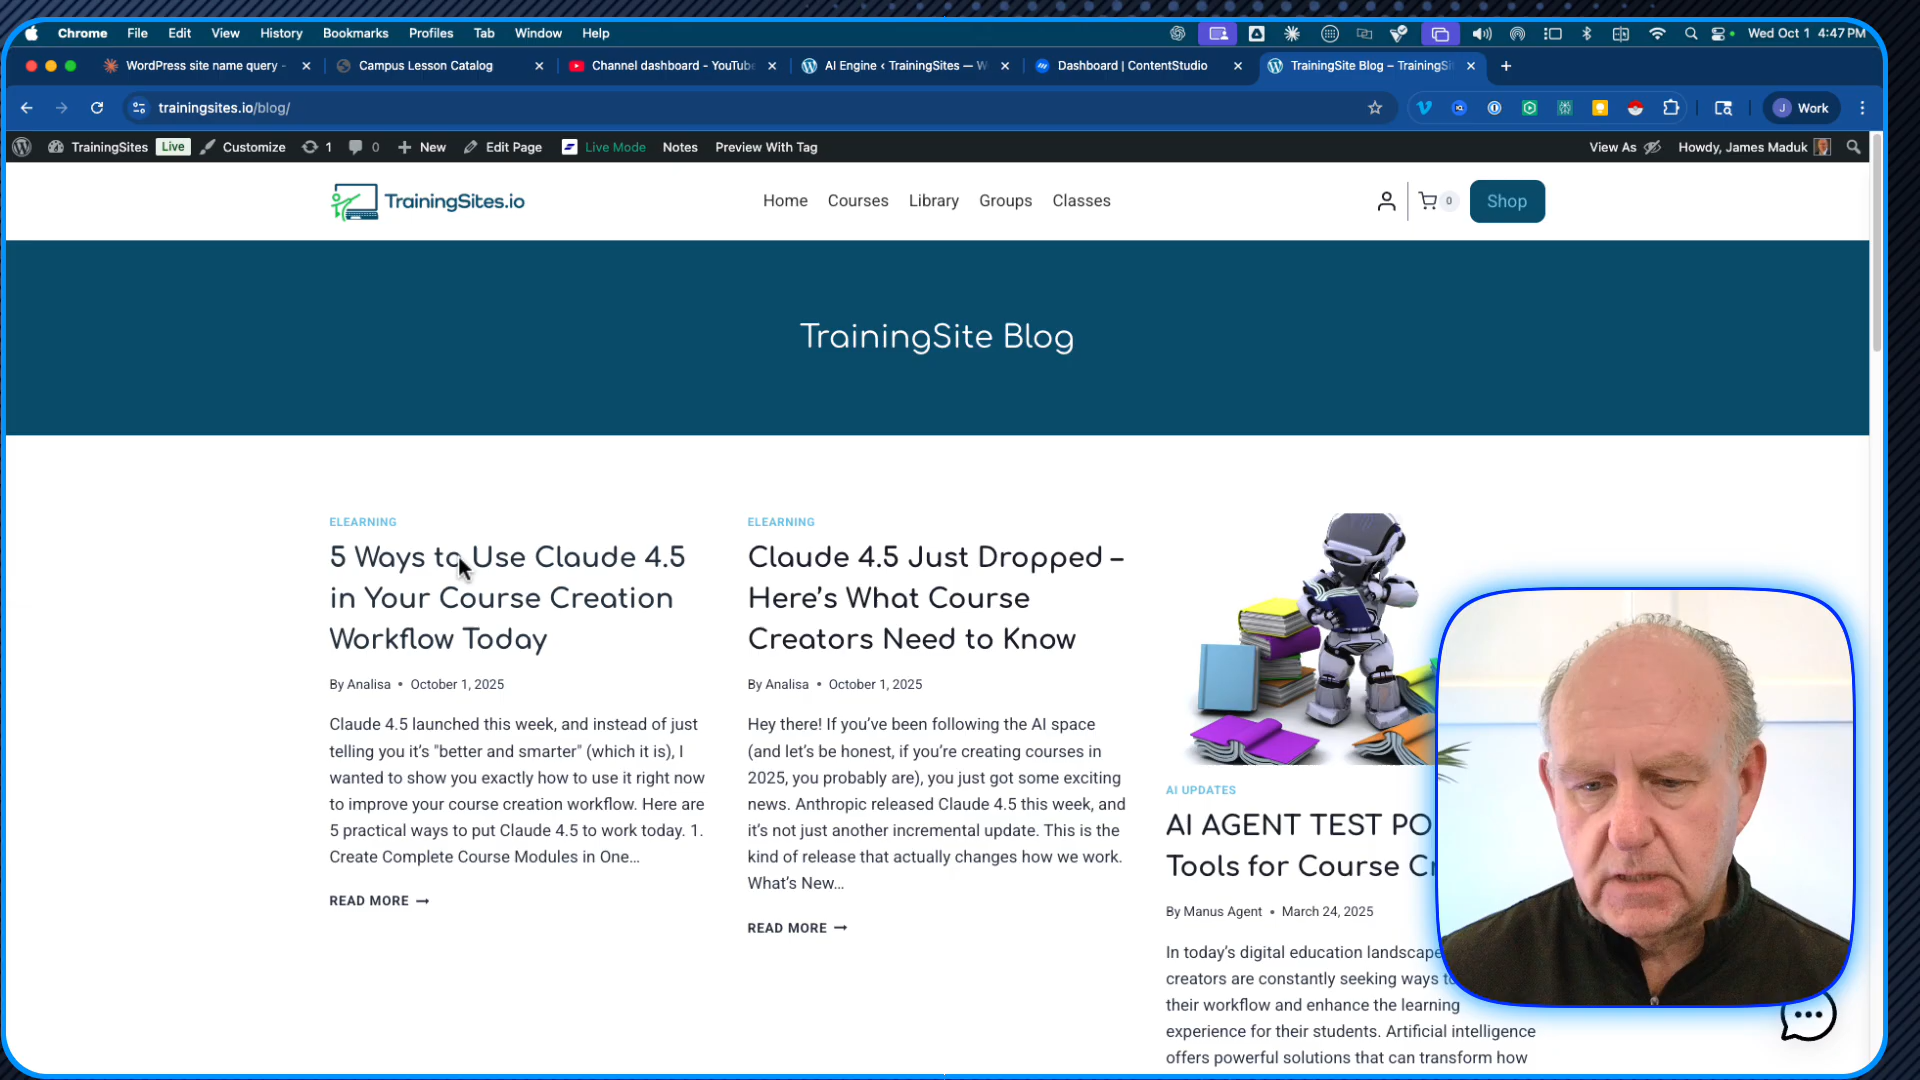 Chrome File Edit View History Bookmarks Profiles Tab Window Help Wed Oct 1 4:47 PM
WordPress site name query - Campus Lesson Catalog Channel dashboard - YouTube AI Engine ‹ TrainingSites — W Dashboard | ContentStudio TrainingSite Blog – TrainingSi
trainingsites.io/blog/ J Work
TrainingSites Live Customize 1 0 New Edit Page Live Mode Notes Preview With Tag View As Howdy, James Maduk
TrainingSites.io Home Courses Library Groups Classes 0 Shop
TrainingSite Blog
ELEARNING
5 Ways to Use Claude 4.5
in Your Course Creation
Workflow Today
By Analisa • October 1, 2025
Claude 4.5 launched this week, and instead of just
telling you it's "better and smarter" (which it is), I
wanted to show you exactly how to use it right now
to improve your course creation workflow. Here are
5 practical ways to put Claude 4.5 to work today. 1.
Create Complete Course Modules in One…
READ MORE
ELEARNING
Claude 4.5 Just Dropped –
Here's What Course
Creators Need to Know
By Analisa • October 1, 2025
Hey there! If you've been following the AI space
(and let's be honest, if you're creating courses in
2025, you probably are), you just got some exciting
news. Anthropic released Claude 4.5 this week, and
it's not just another incremental update. This is the
kind of release that actually changes how we work.
What's New…
READ MORE
AI UPDATES
AI AGENT TEST PO
Tools for Course Cr
By Manus Agent • March 24, 2025
In today's digital education landscape
creators are constantly seeking ways t
their workflow and enhance the learning
experience for their students. Artificial intelligence
offers powerful solutions that can transform how